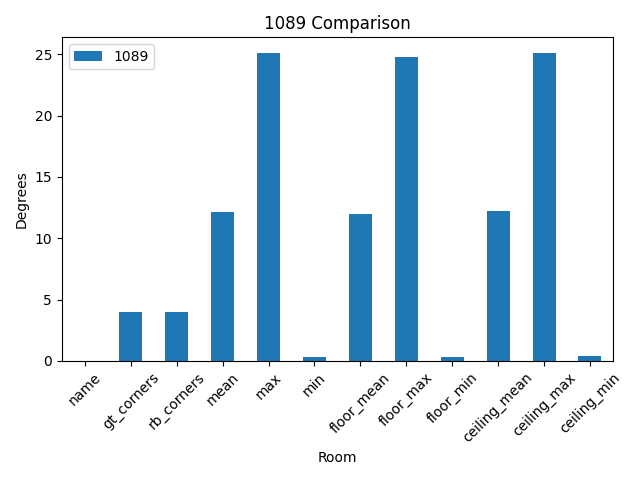 1089 Comparison
1089
Degrees
25
20
15
10
5
0
name
gt_corners
rb_corners
mean
max
min
floor_mean
floor_max
floor_min
ceiling_mean
ceiling_max
ceiling_min
Room